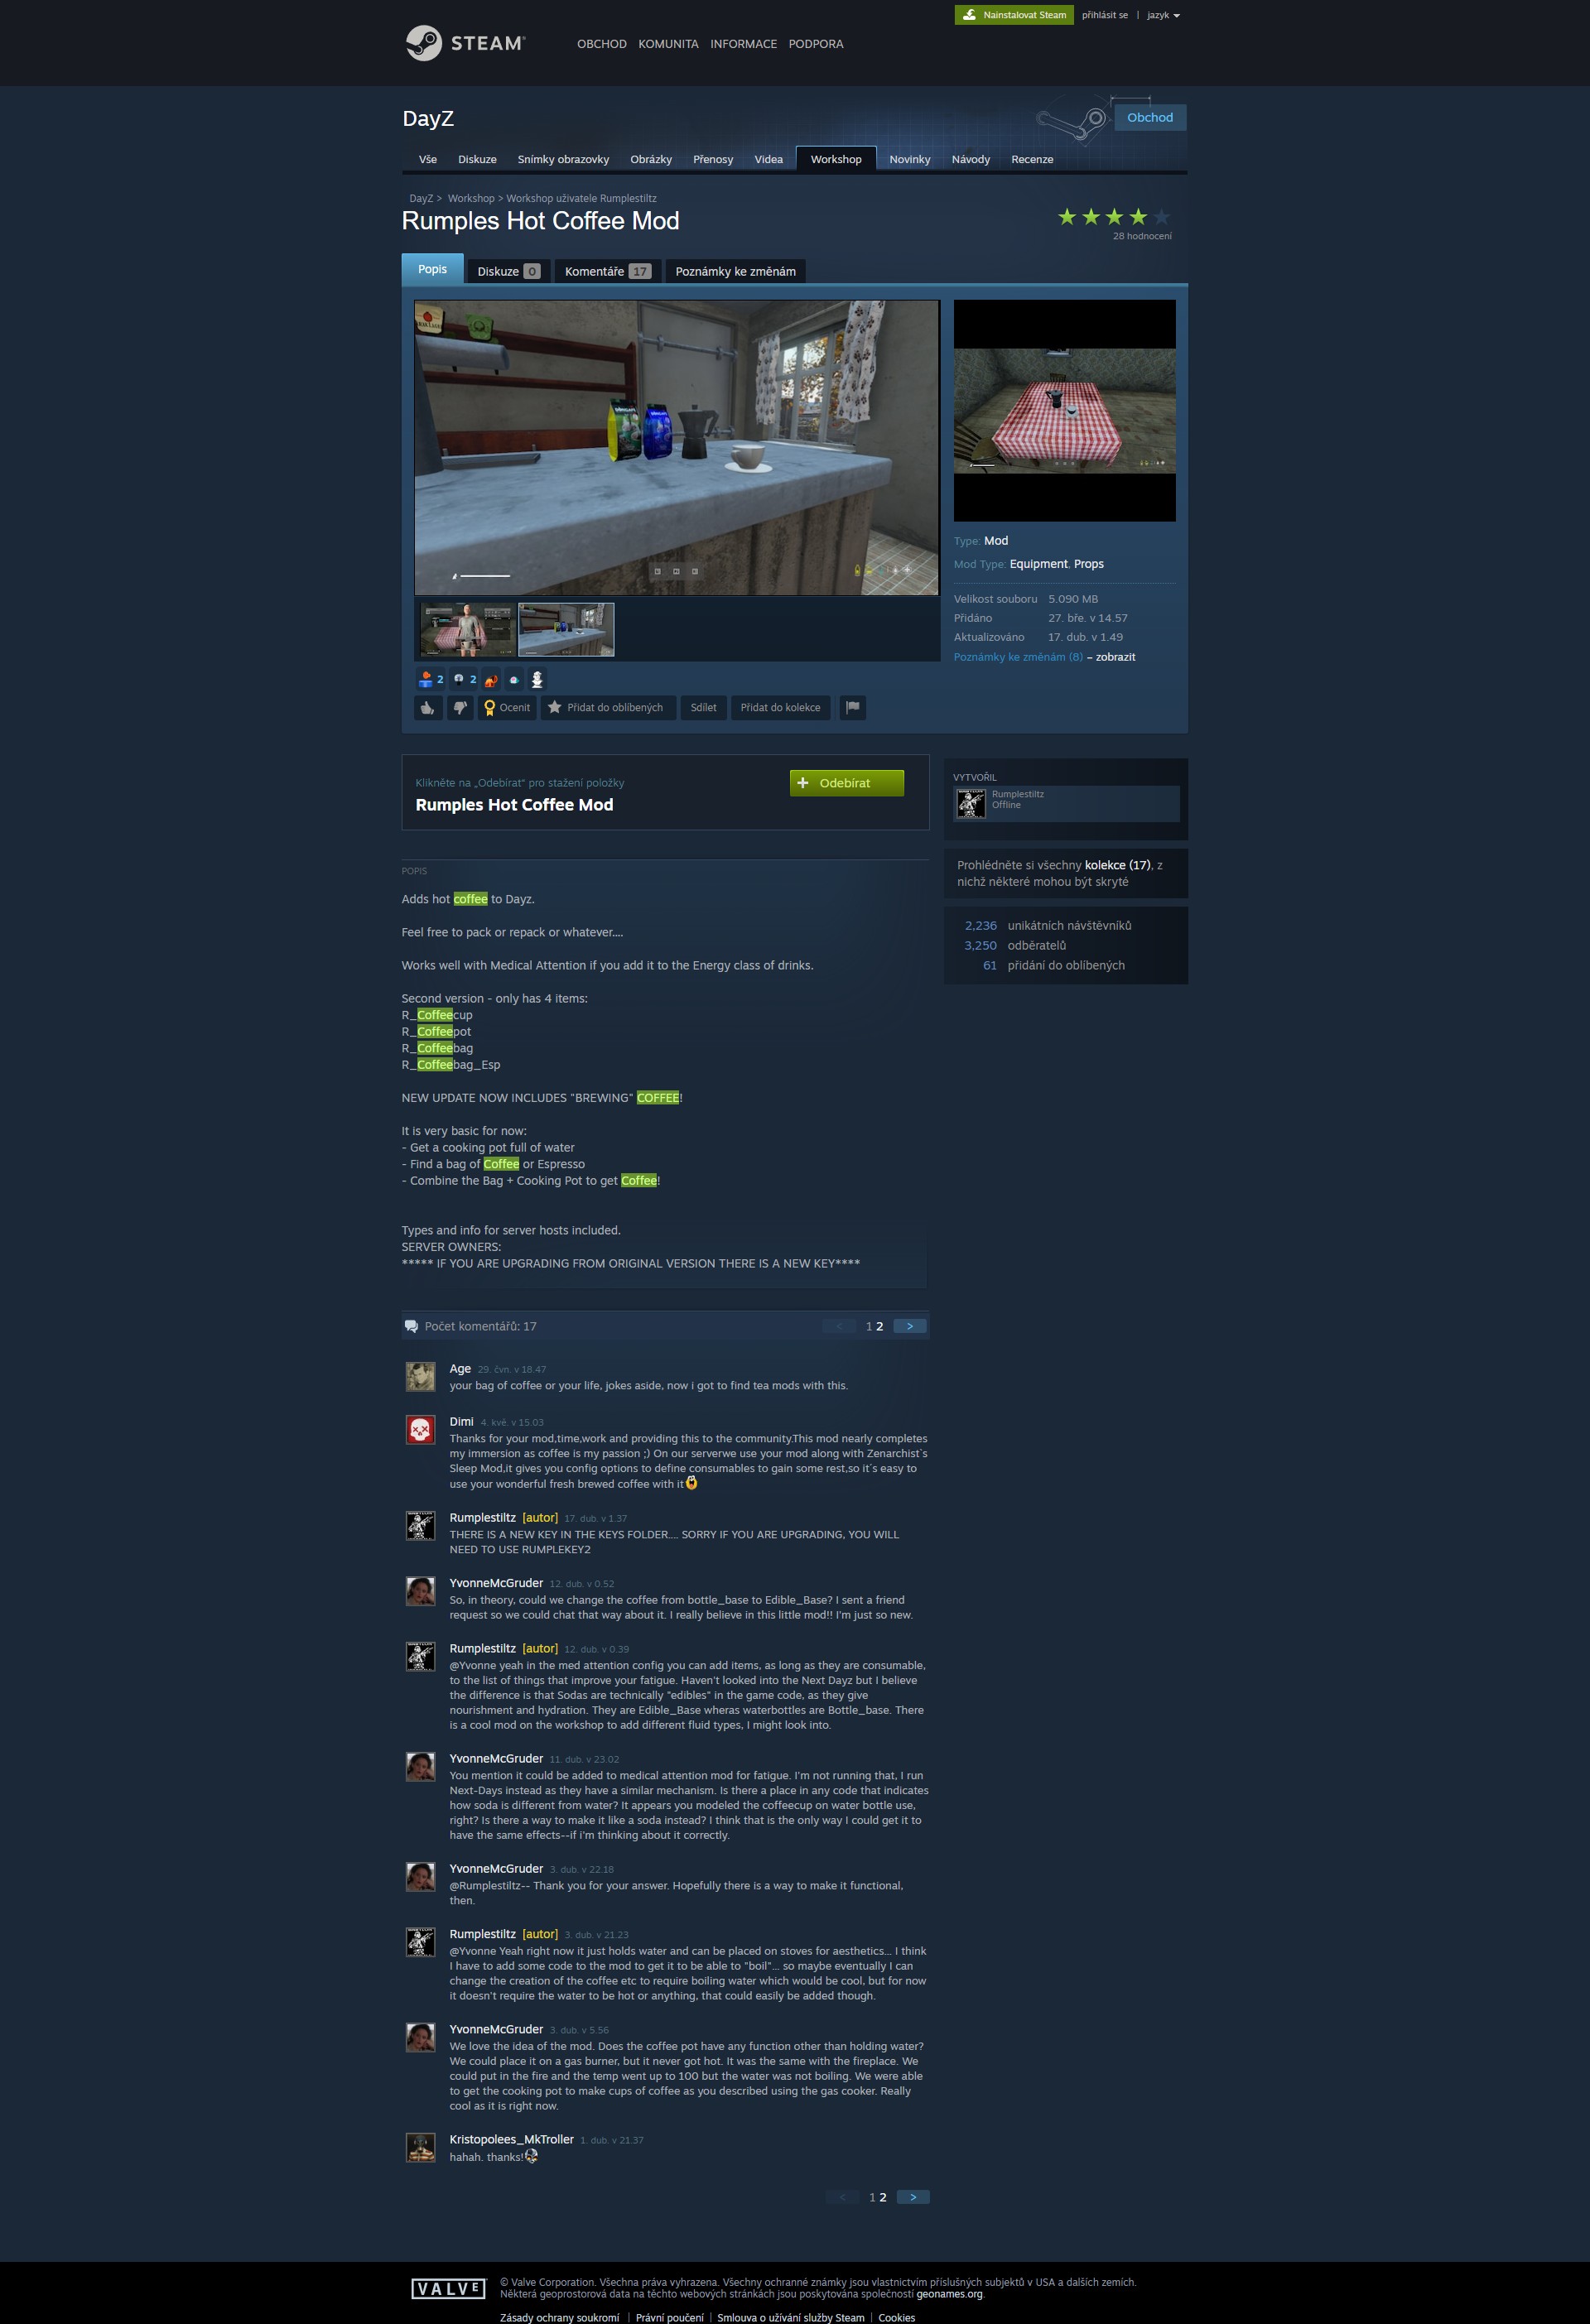 Nainstalovat Steam přihlásit se | jazyk
STEAM®
OBCHOD KOMUNITA INFORMACE PODPORA
DayZ
Obchod
Vše Diskuze Snímky obrazovky Obrázky Přenosy Videa Workshop Novinky Návody Recenze
DayZ > Workshop > Workshop uživatele Rumplestiltz
Rumples Hot Coffee Mod
28 hodnocení
Popis Diskuze 0 Komentáře 17 Poznámky ke změnám
Type: Mod
Mod Type: Equipment, Props
Velikost souboru 5.090 MB
Přidáno 27. bře. v 14.57
Aktualizováno 17. dub. v 1.49
Poznámky ke změnám (8) – zobrazit
2 2
Ocenit Přidat do oblíbených Sdílet Přidat do kolekce
Klikněte na „Odebírat“ pro stažení položky
Rumples Hot Coffee Mod
Odebírat
VYTVOŘIL
Rumplestiltz
Offline
Prohlédněte si všechny kolekce (17), z
nichž některé mohou být skryté
2,236 unikátních návštěvníků
3,250 odběratelů
61 přidání do oblíbených
POPIS
Adds hot coffee to Dayz.
Feel free to pack or repack or whatever....
Works well with Medical Attention if you add it to the Energy class of drinks.
Second version - only has 4 items:
R_Coffeecup
R_Coffeepot
R_Coffeebag
R_Coffeebag_Esp
NEW UPDATE NOW INCLUDES "BREWING" COFFEE!
It is very basic for now:
- Get a cooking pot full of water
- Find a bag of Coffee or Espresso
- Combine the Bag + Cooking Pot to get Coffee!
Types and info for server hosts included.
SERVER OWNERS:
***** IF YOU ARE UPGRADING FROM ORIGINAL VERSION THERE IS A NEW KEY****
Počet komentářů: 17 < 1 2 >
Age 29. čvn. v 18.47
your bag of coffee or your life, jokes aside, now i got to find tea mods with this.
Dimi 4. kvě. v 15.03
Thanks for your mod,time,work and providing this to the community.This mod nearly completes
my immersion as coffee is my passion ;) On our serverwe use your mod along with Zenarchist´s
Sleep Mod,it gives you config options to define consumables to gain some rest,so it´s easy to
use your wonderful fresh brewed coffee with it
Rumplestiltz [autor] 17. dub. v 1.37
THERE IS A NEW KEY IN THE KEYS FOLDER.... SORRY IF YOU ARE UPGRADING, YOU WILL
NEED TO USE RUMPLEKEY2
YvonneMcGruder 12. dub. v 0.52
So, in theory, could we change the coffee from bottle_base to Edible_Base? I sent a friend
request so we could chat that way about it. I really believe in this little mod!! I'm just so new.
Rumplestiltz [autor] 12. dub. v 0.39
@Yvonne yeah in the med attention config you can add items, as long as they are consumable,
to the list of things that improve your fatigue. Haven't looked into the Next Dayz but I believe
the difference is that Sodas are technically "edibles" in the game code, as they give
nourishment and hydration. They are Edible_Base wheras waterbottles are Bottle_base. There
is a cool mod on the workshop to add different fluid types, I might look into.
YvonneMcGruder 11. dub. v 23.02
You mention it could be added to medical attention mod for fatigue. I'm not running that, I run
Next-Days instead as they have a similar mechanism. Is there a place in any code that indicates
how soda is different from water? It appears you modeled the coffeecup on water bottle use,
right? Is there a way to make it like a soda instead? I think that is the only way I could get it to
have the same effects--if i'm thinking about it correctly.
YvonneMcGruder 3. dub. v 22.18
@Rumplestiltz-- Thank you for your answer. Hopefully there is a way to make it functional,
then.
Rumplestiltz [autor] 3. dub. v 21.23
@Yvonne Yeah right now it just holds water and can be placed on stoves for aesthetics... I think
I have to add some code to the mod to get it to be able to "boil"... so maybe eventually I can
change the creation of the coffee etc to require boiling water which would be cool, but for now
it doesn't require the water to be hot or anything, that could easily be added though.
YvonneMcGruder 3. dub. v 5.56
We love the idea of the mod. Does the coffee pot have any function other than holding water?
We could place it on a gas burner, but it never got hot. It was the same with the fireplace. We
could put in the fire and the temp went up to 100 but the water was not boiling. We were able
to get the cooking pot to make cups of coffee as you described using the gas cooker. Really
cool as it is right now.
Kristopolees_MkTroller 1. dub. v 21.37
hahah. thanks!
< 1 2 >
VALVE © Valve Corporation. Všechna práva vyhrazena. Všechny ochranné známky jsou vlastnictvím příslušných subjektů v USA a dalších zemích.
Některá geoprostorová data na těchto webových stránkách jsou poskytována společností geonames.org.
Zásady ochrany soukromí | Právní poučení | Smlouva o užívání služby Steam | Cookies